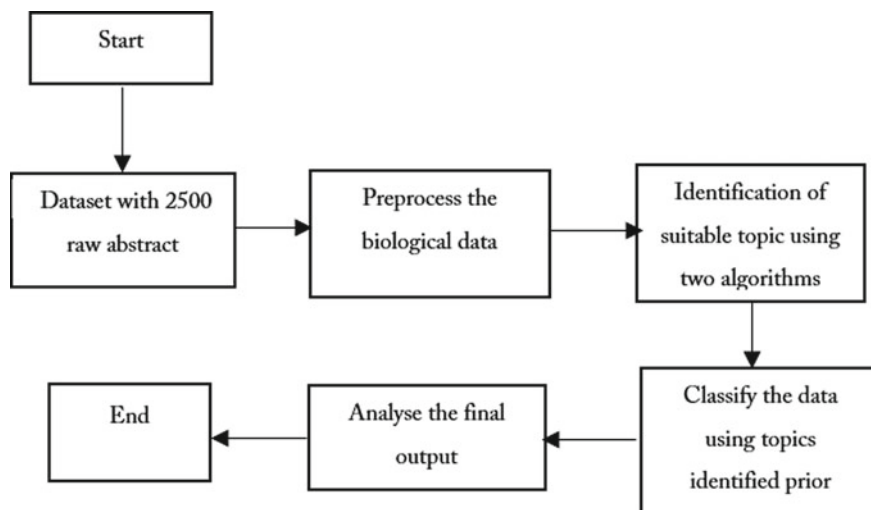 Start
Dataset with 2500
raw abstract
Preprocess the
biological data
Identification of
suitable topic using
two algorithms
Classify the data
using topics
identified prior
Analyse the final
output
End